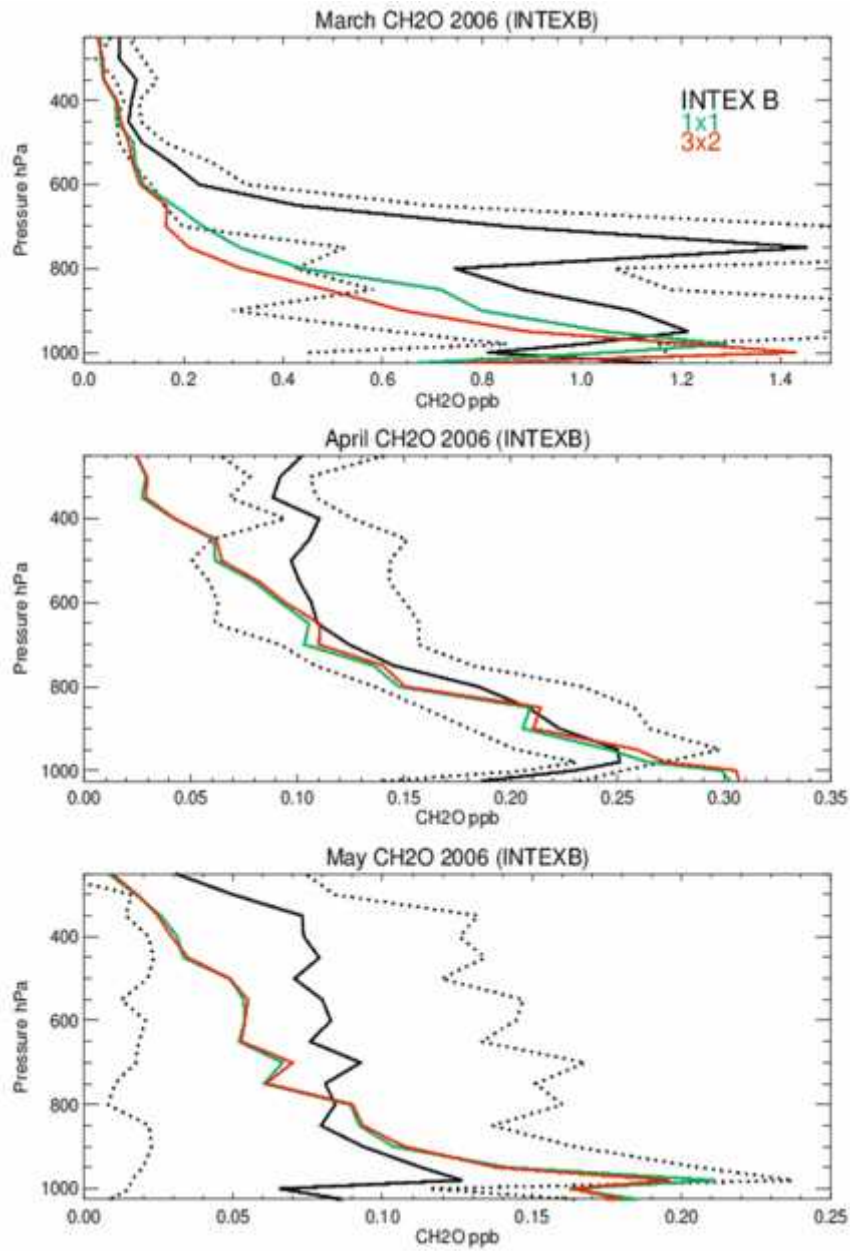 March CH2O 2006 (INTEXB)
INTEX B
1x1
3x2
Pressure hPa
400
600
800
1000
0.0 0.2 0.4 0.6 0.8 1.0 1.2 1.4
CH2O ppb
April CH2O 2006 (INTEXB)
Pressure hPa
400
600
800
1000
0.00 0.05 0.10 0.15 0.20 0.25 0.30 0.35
CH2O ppb
May CH2O 2006 (INTEXB)
Pressure hPa
400
600
800
1000
0.00 0.05 0.10 0.15 0.20 0.25
CH2O ppb